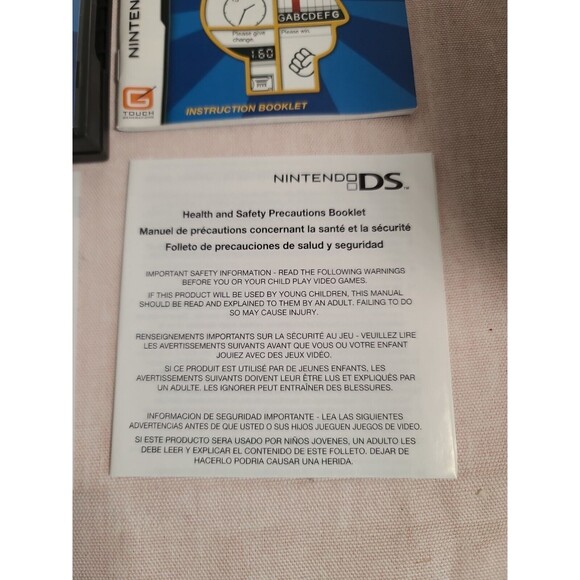 NINTEN
TOUCH
GABCDEFG
Please give
change.
Please win.
1.60
INSTRUCTION BOOKLET
NINTENDO DS™
Health and Safety Precautions Booklet
Manuel de précautions concernant la santé et la sécurité
Folleto de precauciones de salud y seguridad
IMPORTANT SAFETY INFORMATION - READ THE FOLLOWING WARNINGS
BEFORE YOU OR YOUR CHILD PLAY VIDEO GAMES.
IF THIS PRODUCT WILL BE USED BY YOUNG CHILDREN, THIS MANUAL
SHOULD BE READ AND EXPLAINED TO THEM BY AN ADULT. FAILING TO DO
SO MAY CAUSE INJURY.
RENSEIGNEMENTS IMPORTANTS SUR LA SÉCURITÉ AU JEU - VEUILLEZ LIRE
LES AVERTISSEMENTS SUIVANTS AVANT QUE VOUS OU VOTRE ENFANT
JOUIEZ AVEC DES JEUX VIDÉO.
SI CE PRODUIT EST UTILISÉ PAR DE JEUNES ENFANTS, LES
AVERTISSEMENTS SUIVANTS DOIVENT LEUR ÊTRE LUS ET EXPLIQUÉS PAR
UN ADULTE. LES IGNORER PEUT ENTRAÎNER DES BLESSURES.
INFORMACION DE SEGURIDAD IMPORTANTE - LEA LAS SIGUIENTES
ADVERTENCIAS ANTES DE QUE USTED O SUS HIJOS JUEGUEN JUEGOS DE VIDEO.
SI ESTE PRODUCTO SERA USADO POR NIÑOS JOVENES, UN ADULTO LES
DEBE LEER Y EXPLICAR EL CONTENIDO DE ESTE FOLLETO. DEJAR DE
HACERLO PODRIA CAUSAR UNA HERIDA.